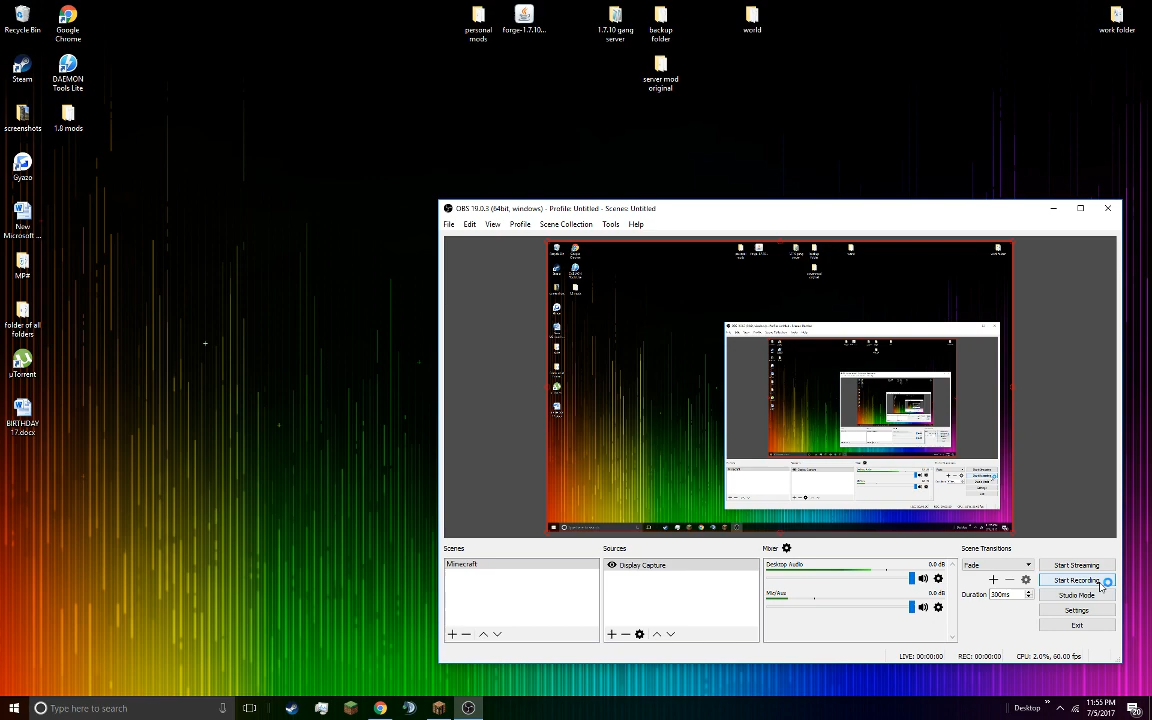 Recycle Bin
Google
Chrome
personal
mods
forge-1.7.10...
1.7.10 gang
server
backup
folder
world
work folder
Steam
DAEMON
Tools Lite
server mod
original
screenshots
1.8 mods
Gyazo
New
Microsoft ...
MP#
folder of all
folders
µTorrent
BIRTHDAY
17.docx
OBS 19.0.3 (64bit, windows) - Profile: Untitled - Scenes: Untitled
File Edit View Profile Scene Collection Tools Help
Scenes
Minecraft
Sources
Display Capture
Mixer
Desktop Audio 0.0 dB
Mic/Aux 0.0 dB
Scene Transitions
Fade
Duration 300ms
Start Streaming
Start Recording
Studio Mode
Settings
Exit
LIVE: 00:00:00 REC: 00:00:00 CPU: 2.0%, 60.00 fps
Type here to search
Desktop
11:55 PM
7/5/2017
20